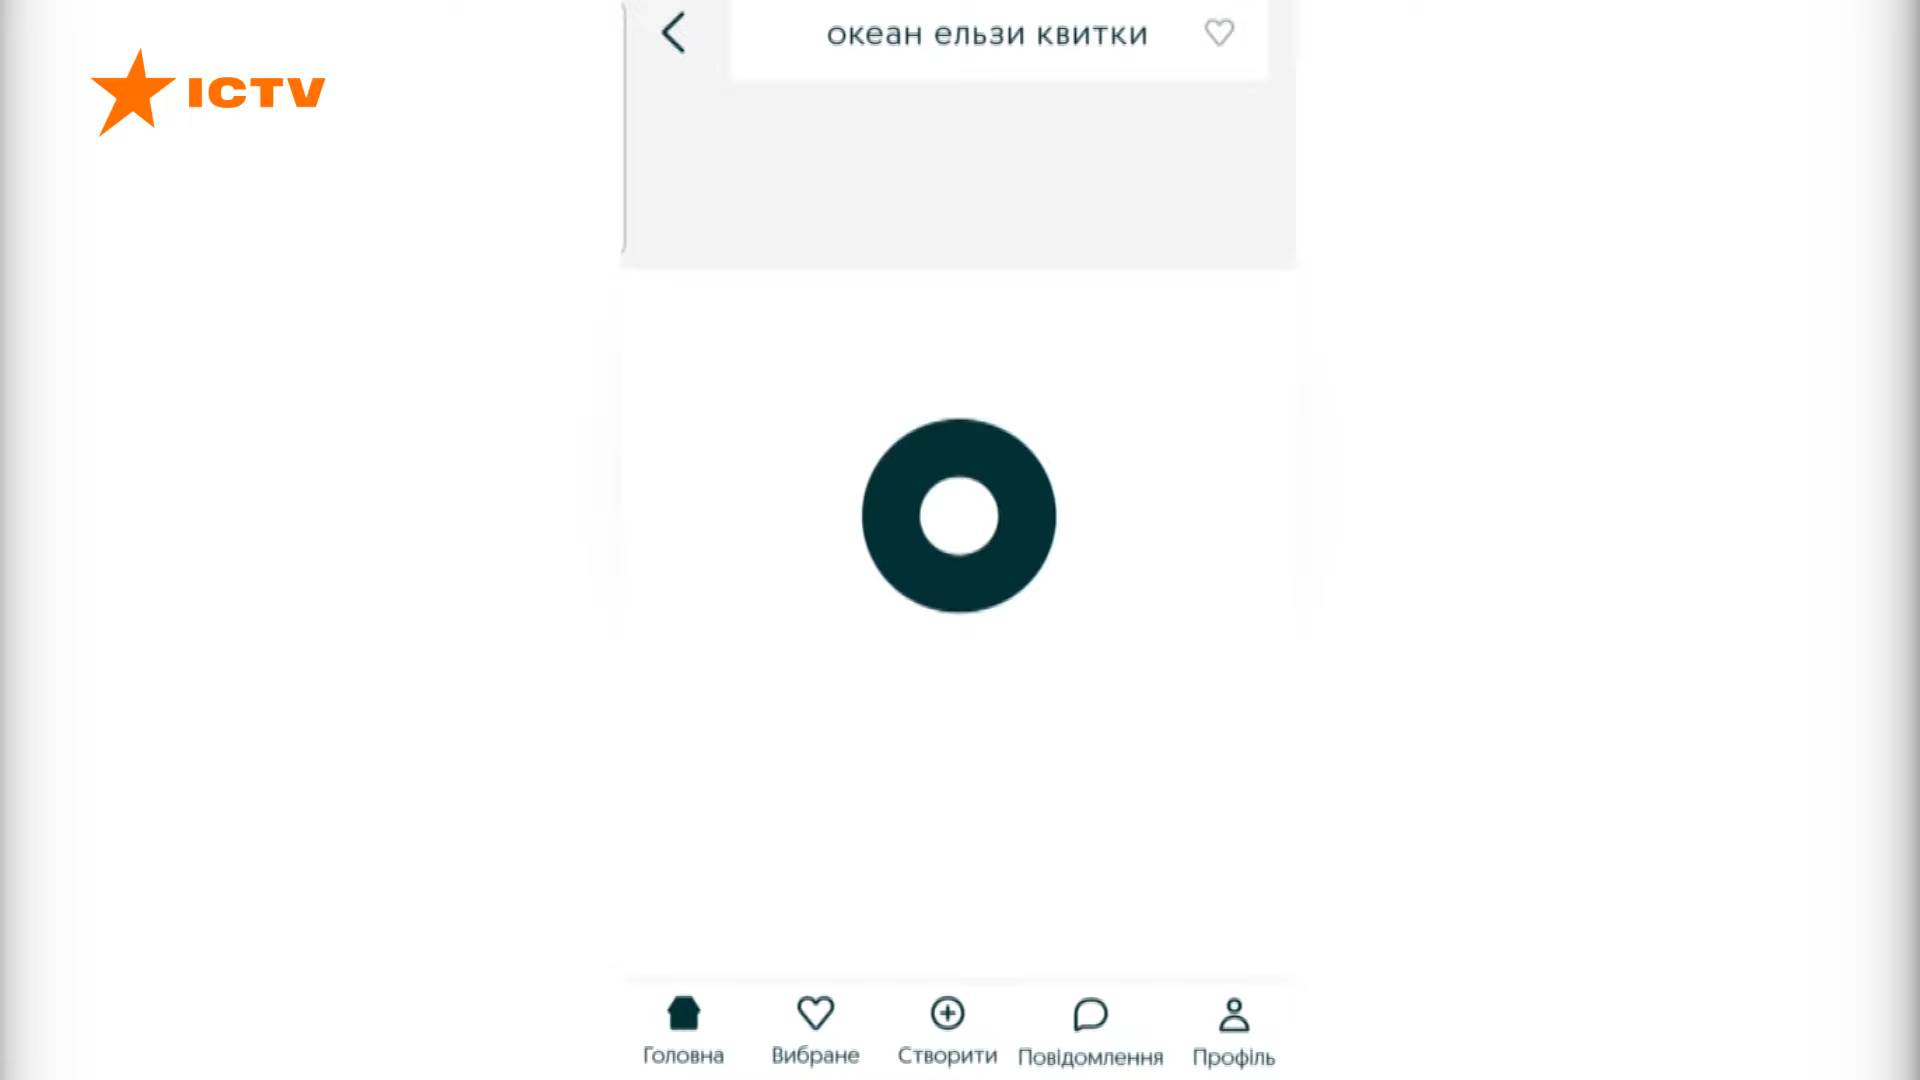 ICTV
океан ельзи квитки
Головна
Вибране
Створити
Повідомлення
Профіль